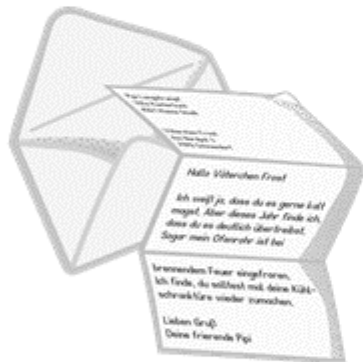 Hallo Väterchen Frost
Ich weiß ja, dass du es gerne kalt
magst. Aber dieses Jahr finde ich,
dass du es deutlich übertreibst.
Sogar mein Ofenrohr ist bei
brennendem Feuer eingefroren.
Ich finde, du solltest mal deine Kühl-
schranktüre wieder zumachen.
Lieben Gruß
Deine frierende Pipi